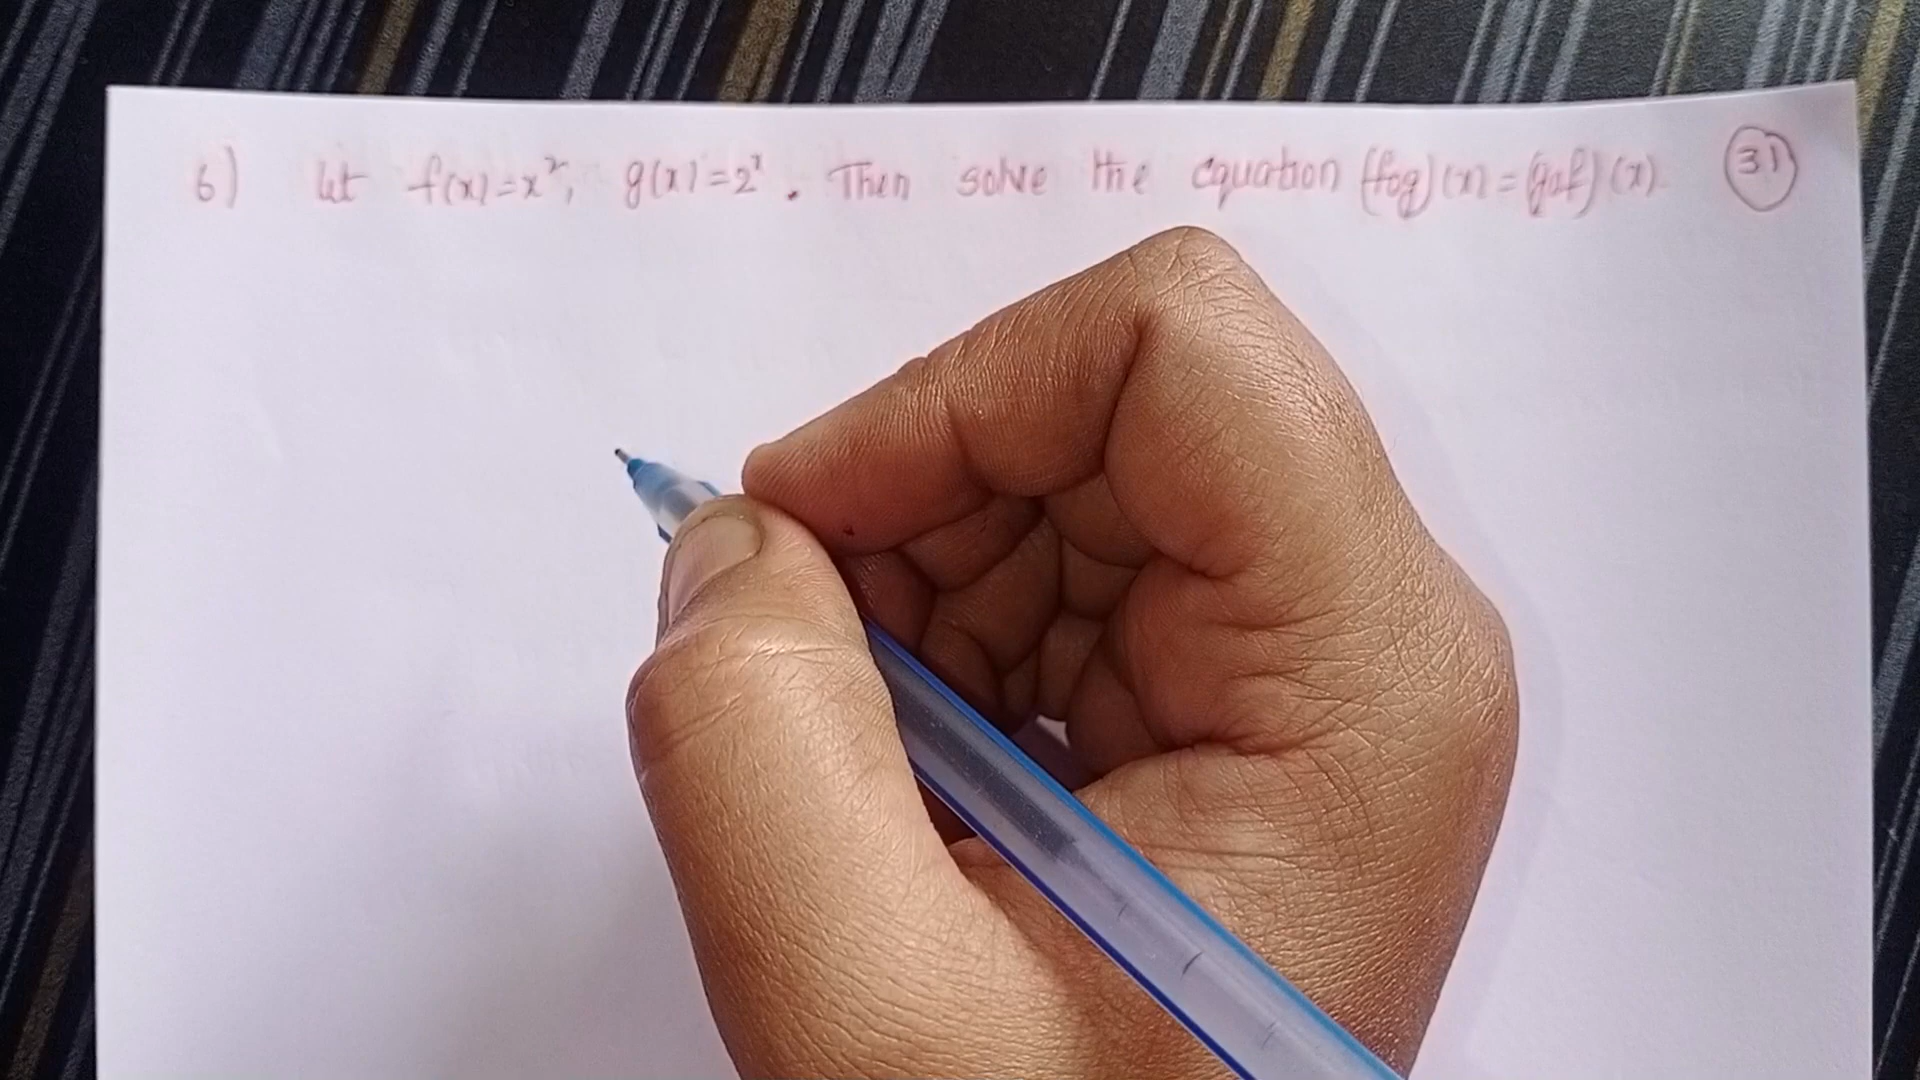 6) Let f(x)=x², g(x)=2ˣ. Then solve the equation (fog)(x)=(gof)(x). 31